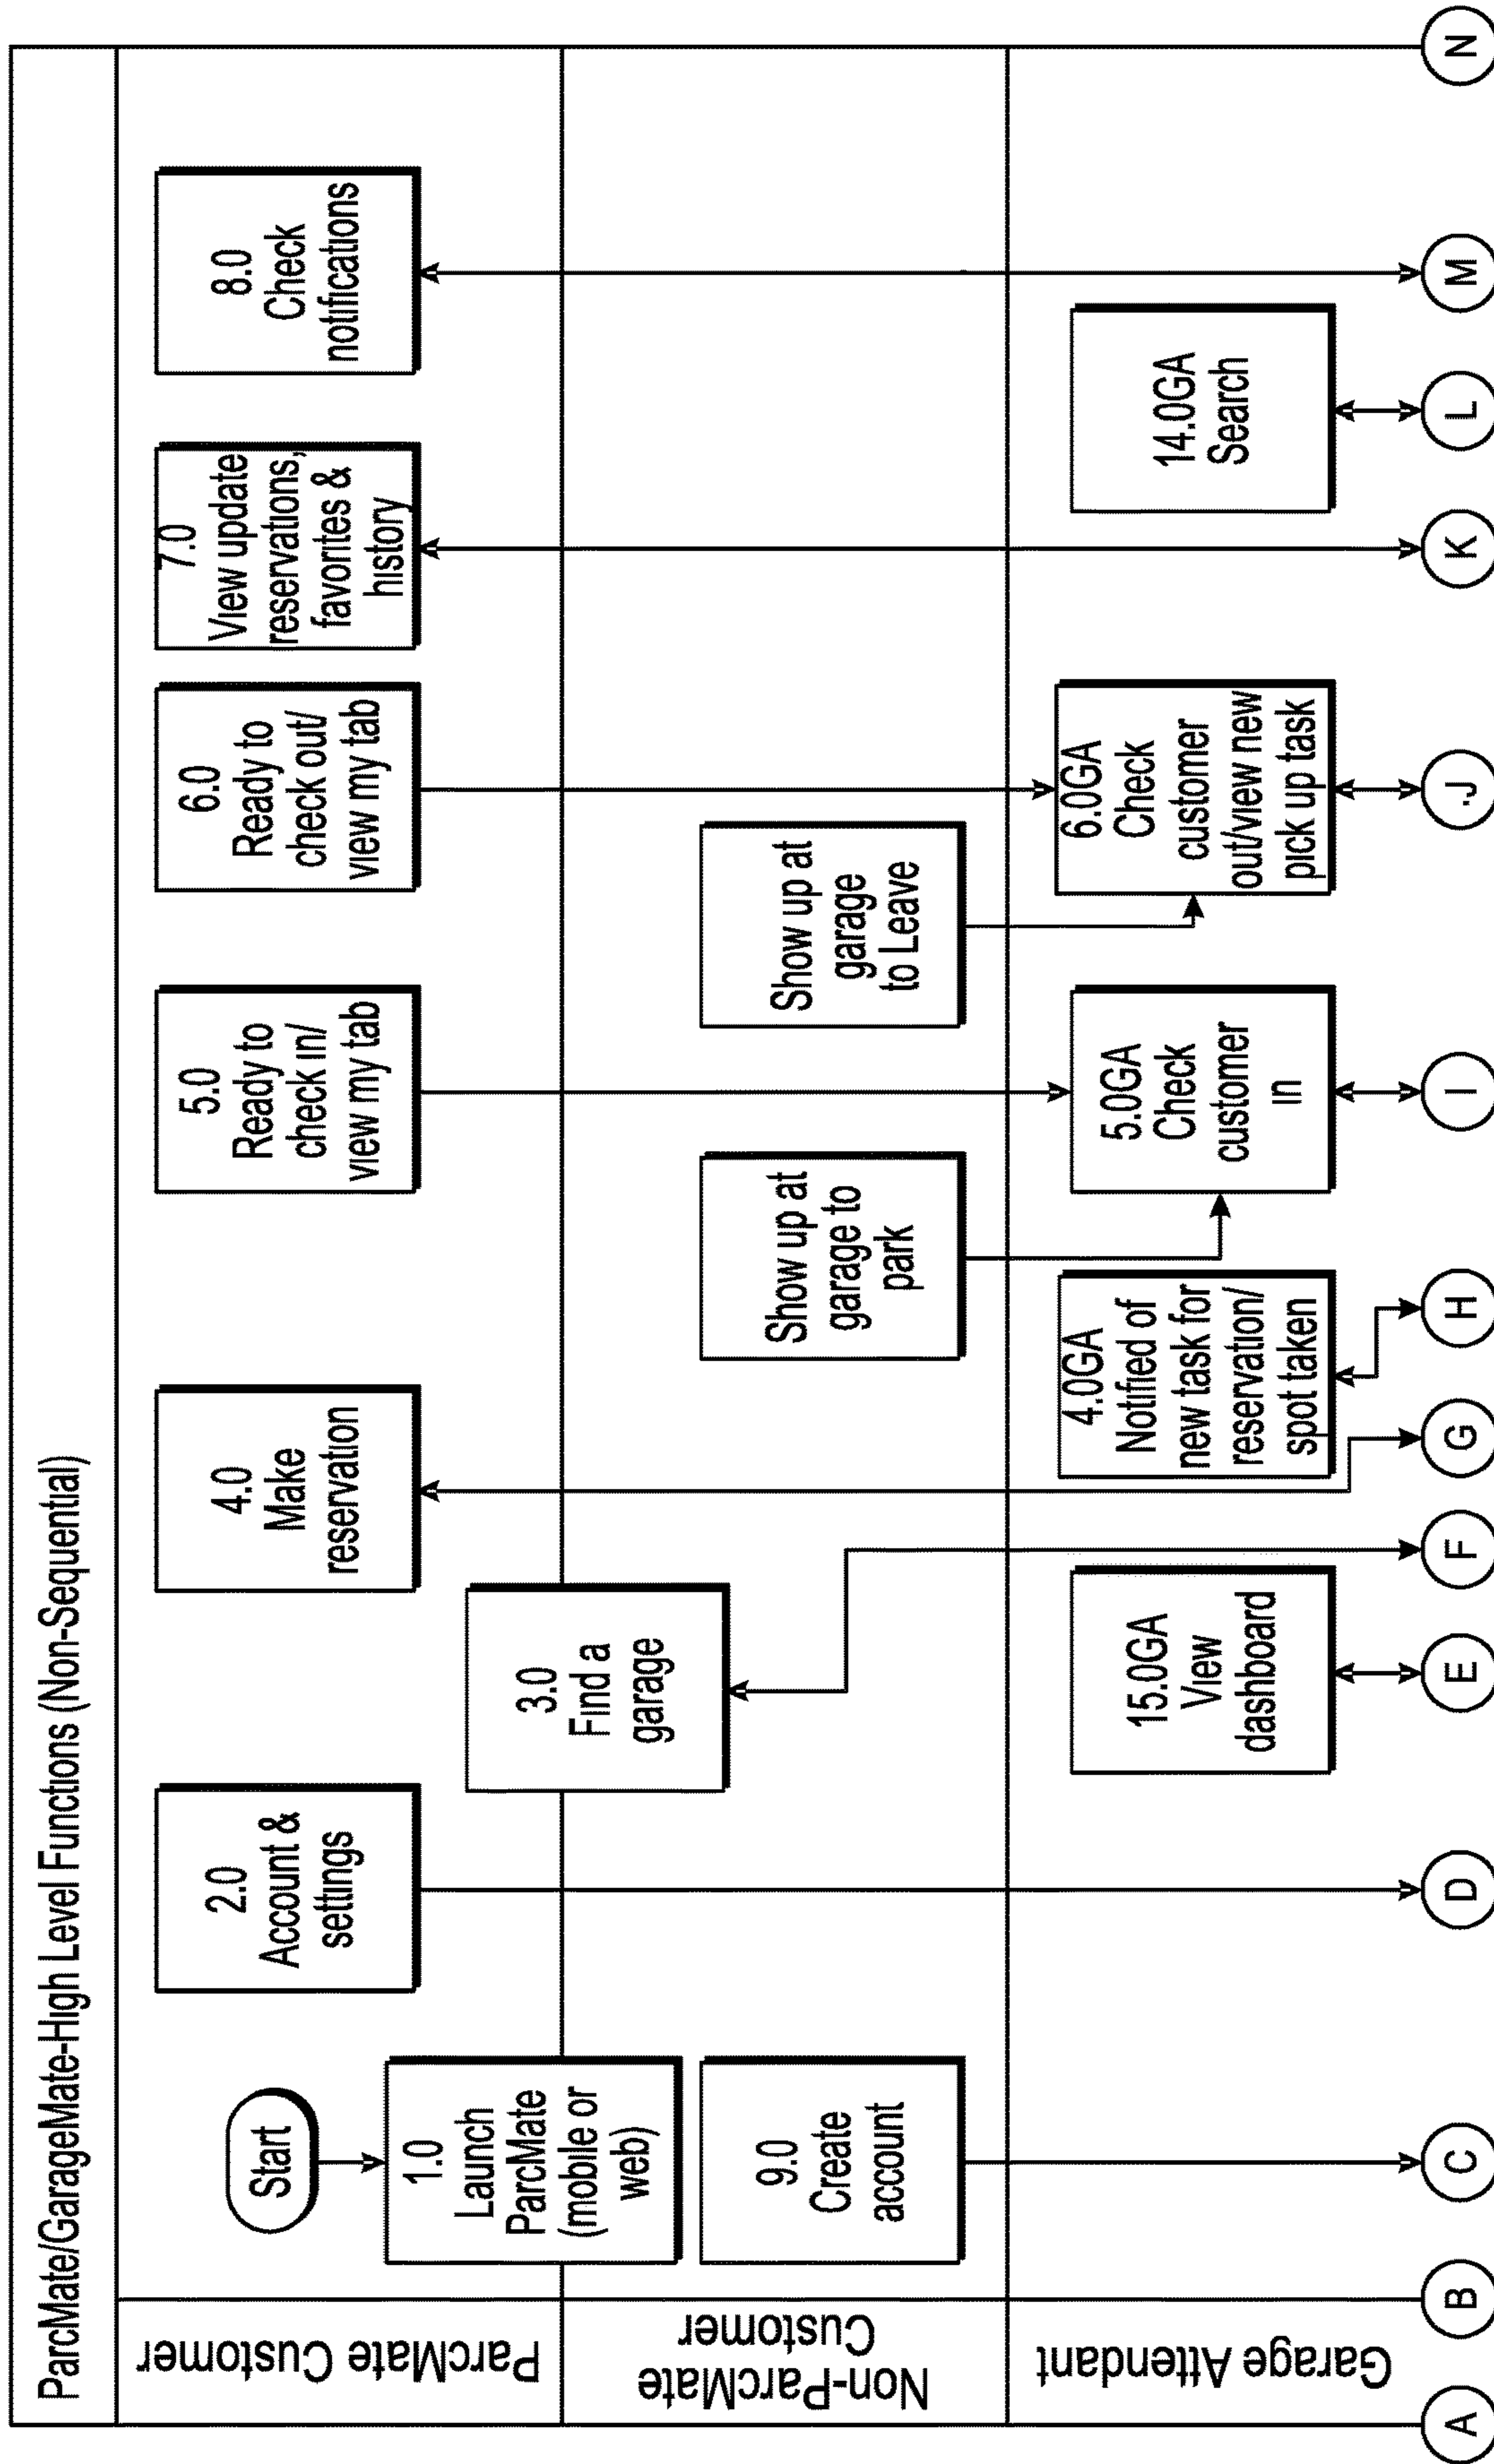 ParcMate/GarageMate-High Level Functions (Non-Sequential)
ParcMate Customer
Start
1.0
Launch
ParcMate
(mobile or
web)
2.0
Account &
settings
3.0
Find a
garage
4.0
Make
reservation
5.0
Ready to
check in/
view my tab
6.0
Ready to
check out/
view my tab
7.0
View update
reservations,
favorites &
history
8.0
Check
notifications
Non-ParcMate
Customer
9.0
Create
account
Show up at
garage to
park
Show up at
garage
to Leave
Garage Attendant
15.0GA
View
dashboard
4.0GA
Notified of
new task for
reservation/
spot taken
5.0GA
Check
customer
in
6.0GA
Check
customer
out/view new
pick up task
14.0GA
Search
A
B
C
D
E
F
G
H
I
.J
K
L
M
N